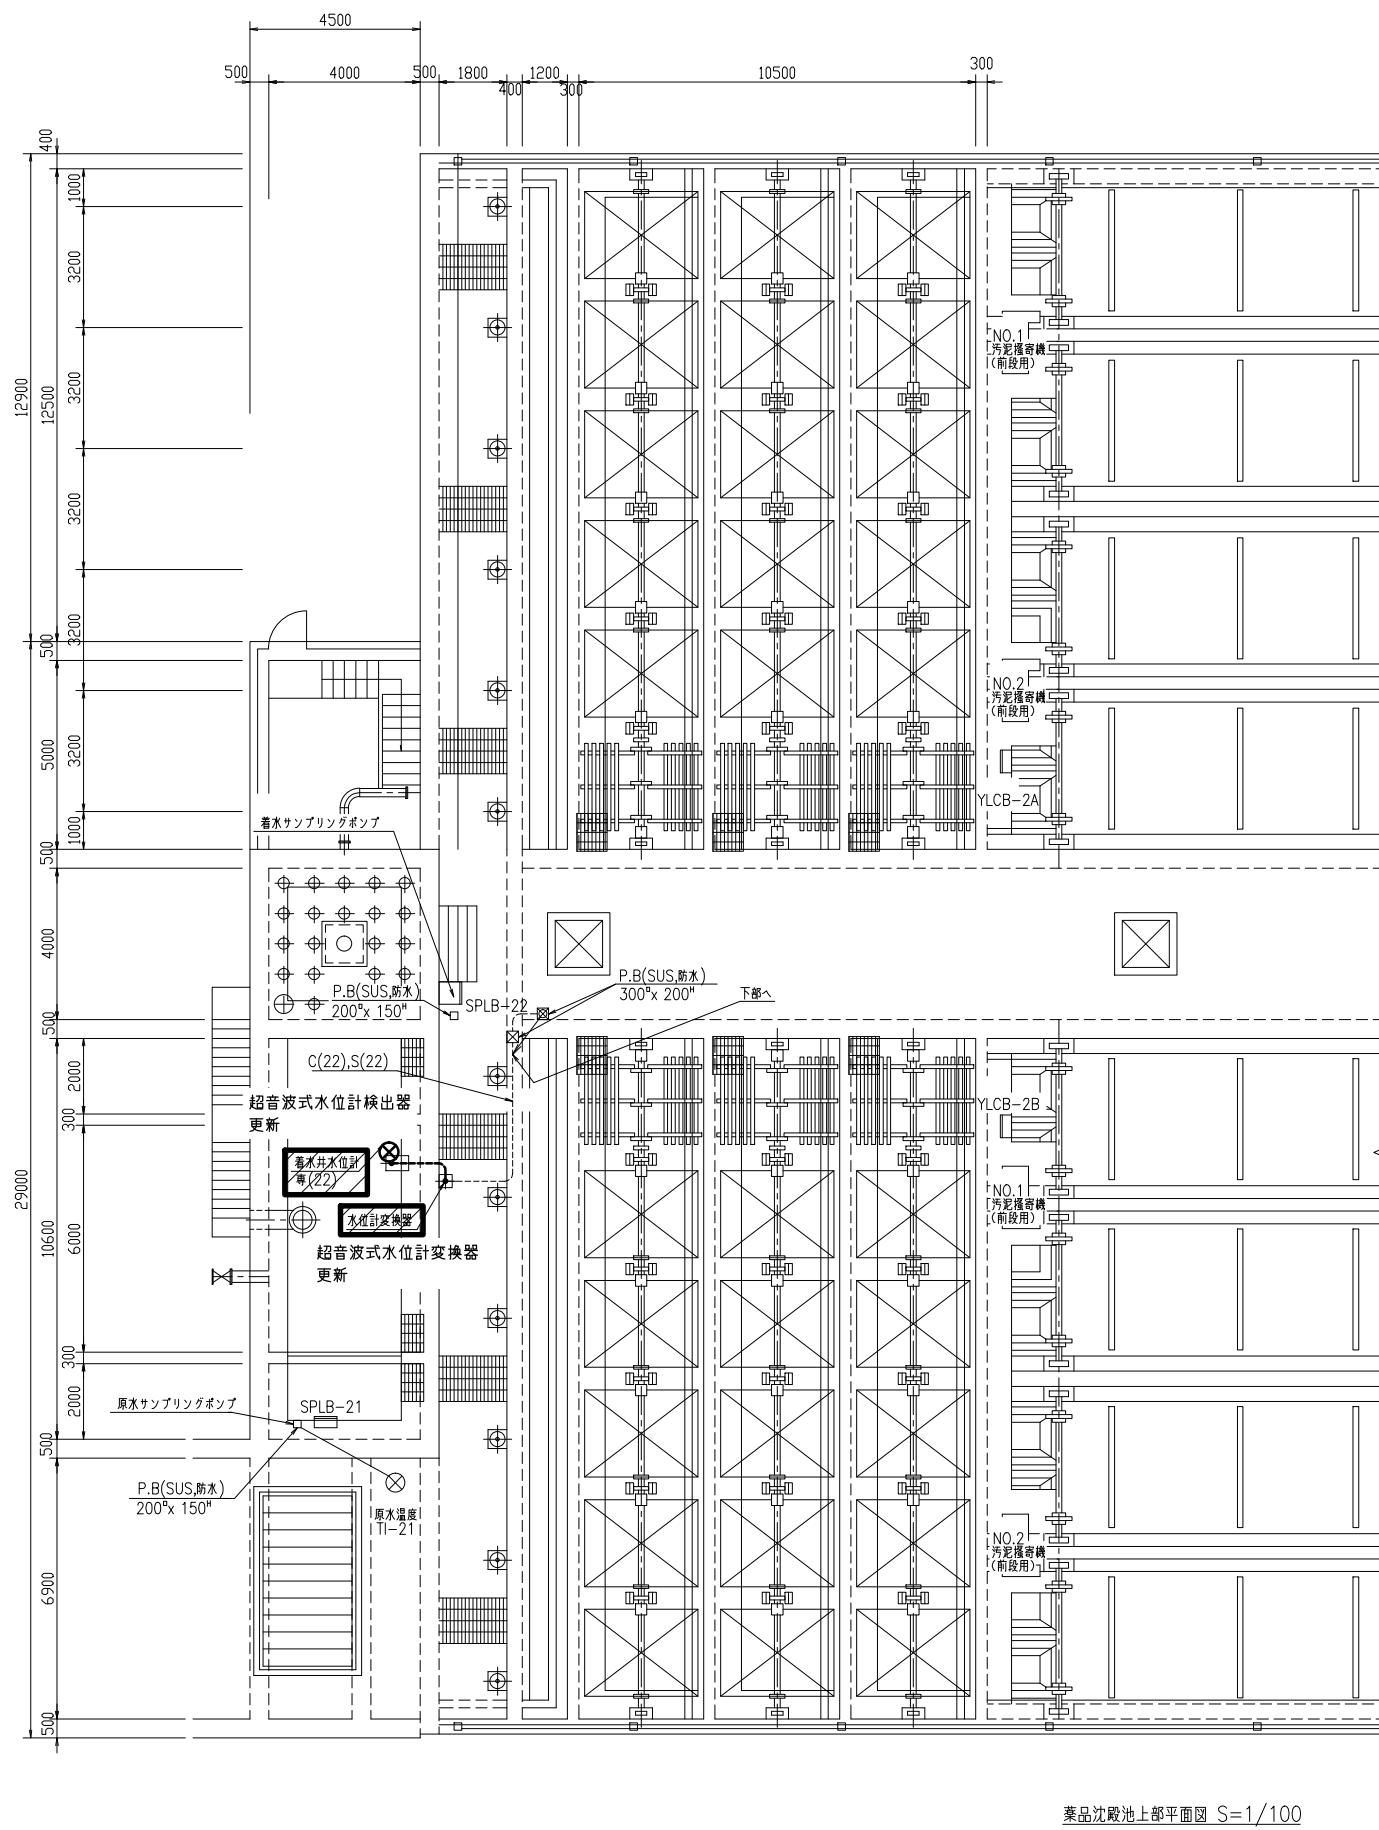 4500
500
4000
500
1800
400
1200
300
10500
300
400
1000
3200
3200
3200
3200
3200
1000
12900
12500
500
5000
500
4000
500
2000
300
29000
10600
6000
300
2000
500
6900
500
NO.1
汚泥掻寄機
(前段用)
NO.2
汚泥掻寄機
(前段用)
YLCB-2A
着水サンプリングポンプ
P.B(SUS,防水)
200□x 150H
SPLB-22
P.B(SUS,防水)
300□x 200H
下部へ
C(22),S(22)
超音波式水位計検出器
更新
着水井水位計
専(22)
水位計変換器
超音波式水位計変換器
更新
YLCB-2B
NO.1
汚泥掻寄機
(前段用)
原水サンプリングポンプ
SPLB-21
P.B(SUS,防水)
200□x 150H
原水温度
TI-21
NO.2
汚泥掻寄機
(前段用)
薬品沈殿池上部平面図 S=1/100